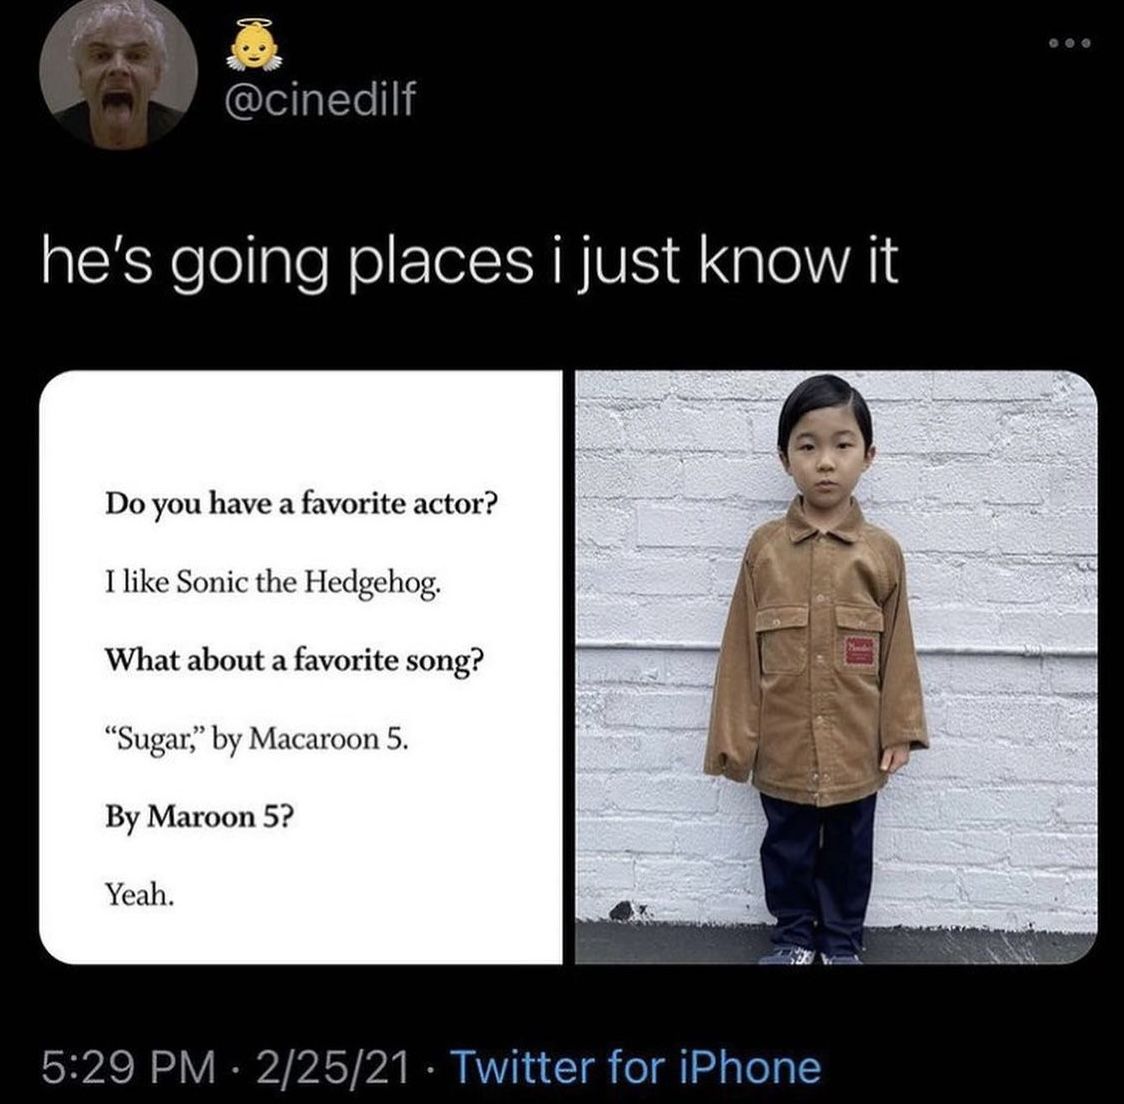 @cinedilf
he's going places i just know it
Do you have a favorite actor?
I like Sonic the Hedgehog.
What about a favorite song?
“Sugar,” by Macaroon 5.
By Maroon 5?
Yeah.
5:29 PM · 2/25/21 · Twitter for iPhone